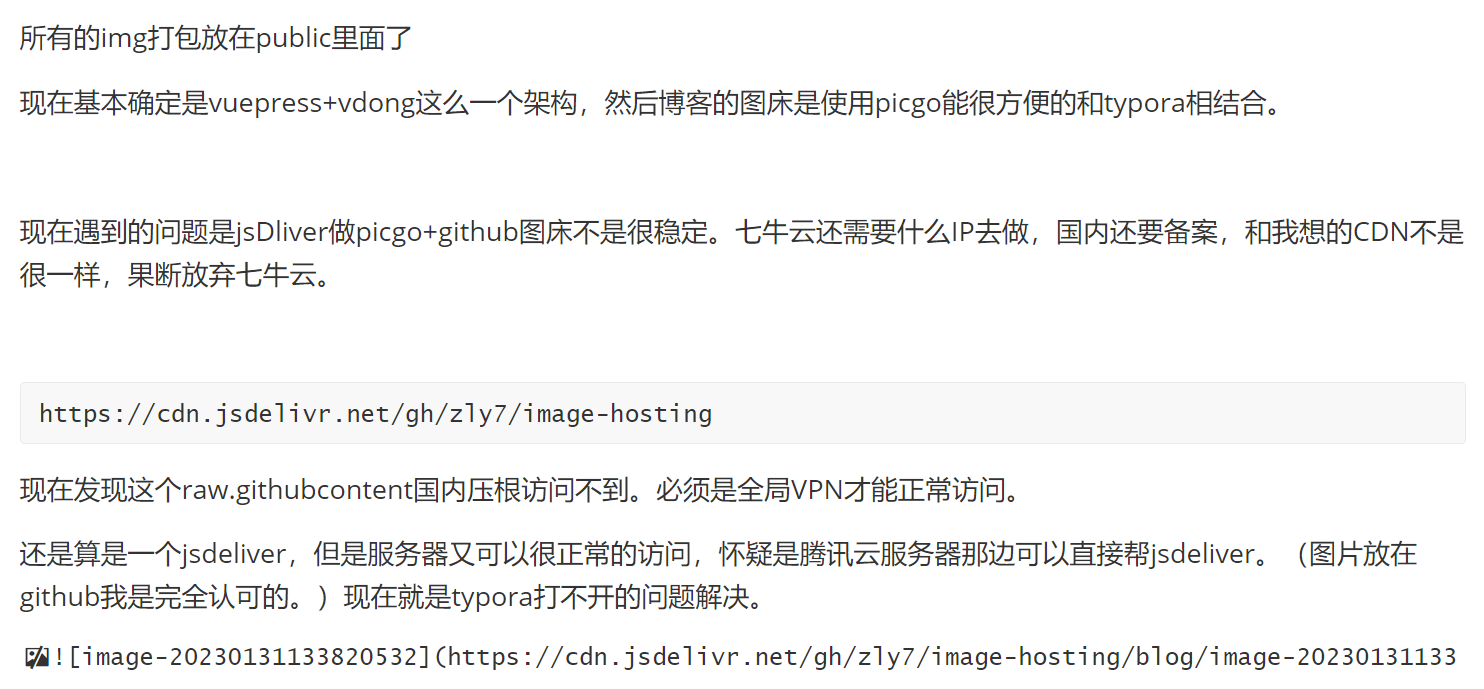 所有的img打包放在public里面了
现在基本确定是vuepress+vdong这么一个架构，然后博客的图床是使用picgo能很方便的和typora相结合。
现在遇到的问题是jsDliver做picgo+github图床不是很稳定。七牛云还需要什么IP去做，国内还要备案，和我想的CDN不是
很一样，果断放弃七牛云。
https://cdn.jsdelivr.net/gh/zly7/image-hosting
现在发现这个raw.githubcontent国内压根访问不到。必须是全局VPN才能正常访问。
还是算是一个jsdeliver，但是服务器又可以很正常的访问，怀疑是腾讯云服务器那边可以直接帮jsdeliver。（图片放在
github我是完全认可的。）现在就是typora打不开的问题解决。
![image-20230131133820532](https://cdn.jsdelivr.net/gh/zly7/image-hosting/blog/image-20230131133